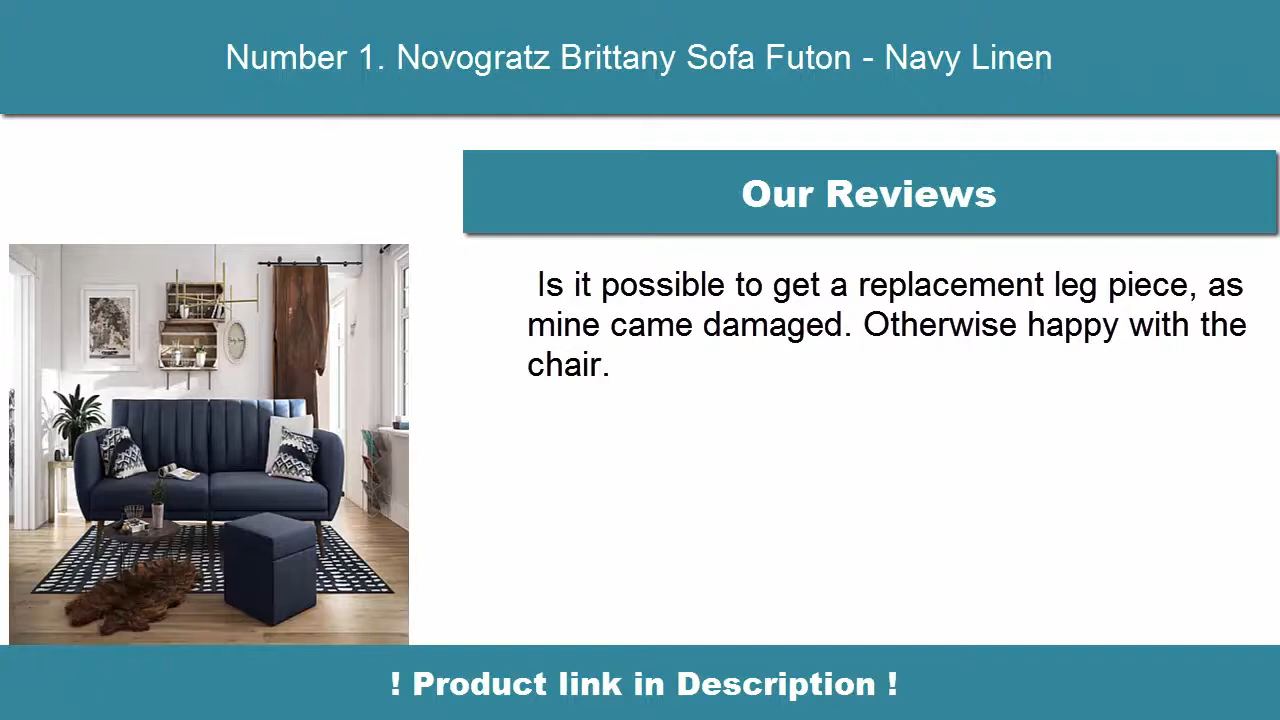 Number 1. Novogratz Brittany Sofa Futon - Navy Linen
Our Reviews
Is it possible to get a replacement leg piece, as
mine came damaged. Otherwise happy with the
chair.
! Product link in Description !